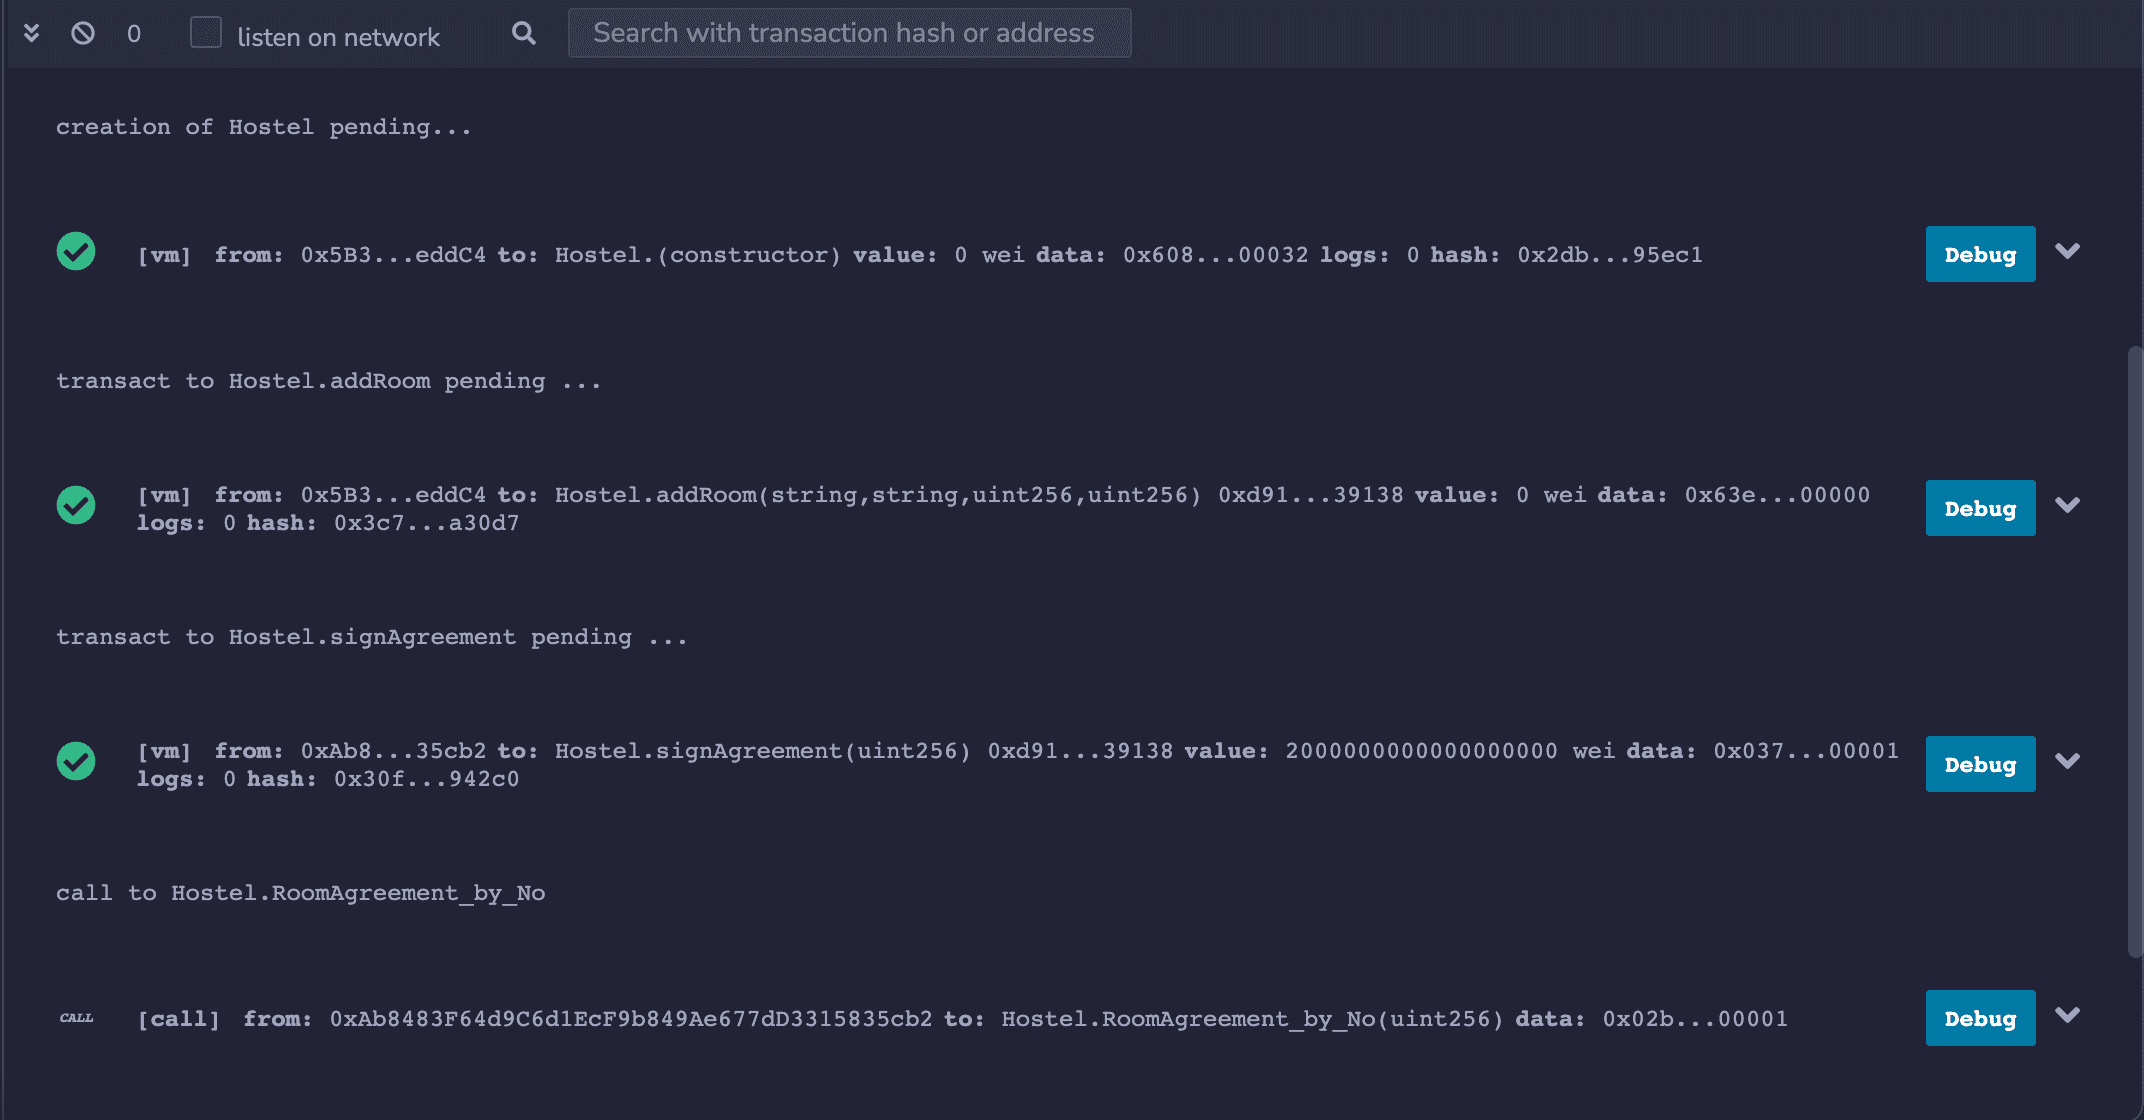 0 listen on network Search with transaction hash or address
creation of Hostel pending...
[vm] from: 0x5B3...eddC4 to: Hostel.(constructor) value: 0 wei data: 0x608...00032 logs: 0 hash: 0x2db...95ec1 Debug
transact to Hostel.addRoom pending ...
[vm] from: 0x5B3...eddC4 to: Hostel.addRoom(string,string,uint256,uint256) 0xd91...39138 value: 0 wei data: 0x63e...00000
logs: 0 hash: 0x3c7...a30d7
Debug
transact to Hostel.signAgreement pending ...
[vm] from: 0xAb8...35cb2 to: Hostel.signAgreement(uint256) 0xd91...39138 value: 2000000000000000000 wei data: 0x037...00001
logs: 0 hash: 0x30f...942c0
Debug
call to Hostel.RoomAgreement_by_No
CALL [call] from: 0xAb8483F64d9C6d1EcF9b849Ae677dD3315835cb2 to: Hostel.RoomAgreement_by_No(uint256) data: 0x02b...00001 Debug